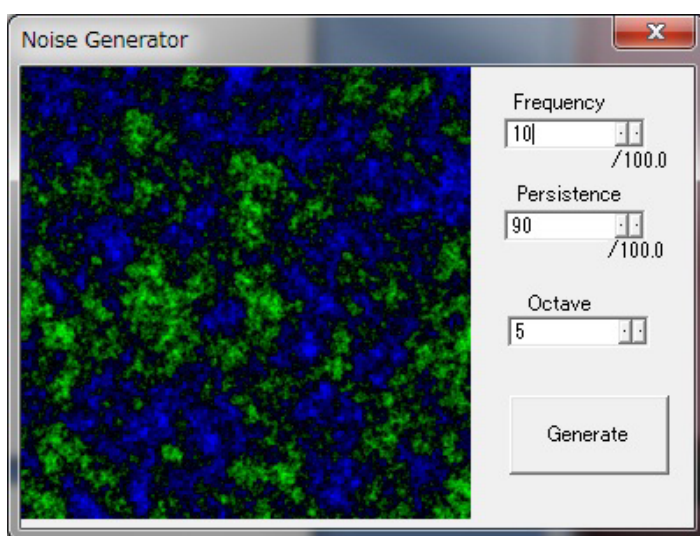 Noise Generator
Frequency
10
/100.0
Persistence
90
/100.0
Octave
5
Generate